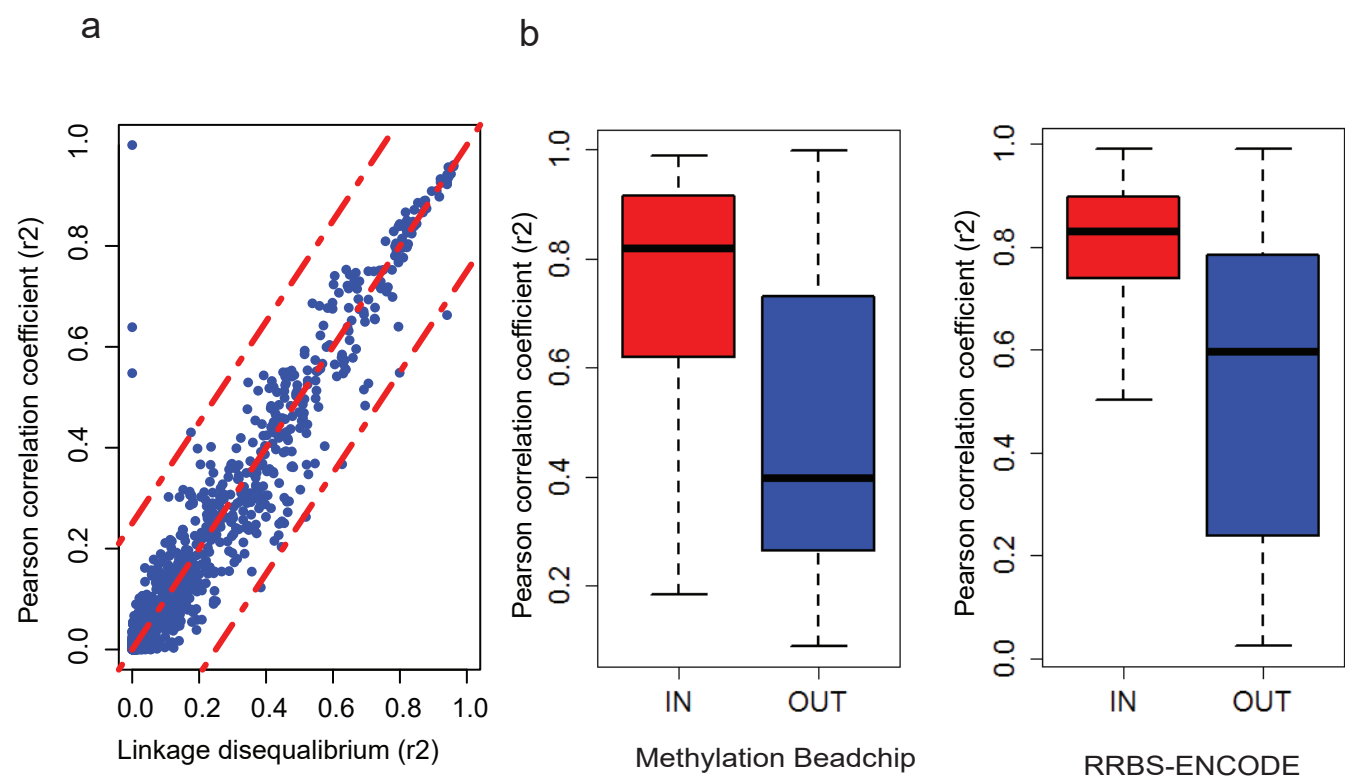 a
b
Pearson correlation coefficient (r2)
1.0
0.8
0.6
0.4
0.2
0.0
0.0 0.2 0.4 0.6 0.8 1.0
Linkage disequalibrium (r2)
Pearson correlation coefficient (r2)
1.0
0.8
0.6
0.4
0.2
IN OUT
Methylation Beadchip
Pearson correlation coefficient (r2)
1.0
0.8
0.6
0.4
0.2
0.0
IN OUT
RRBS-ENCODE